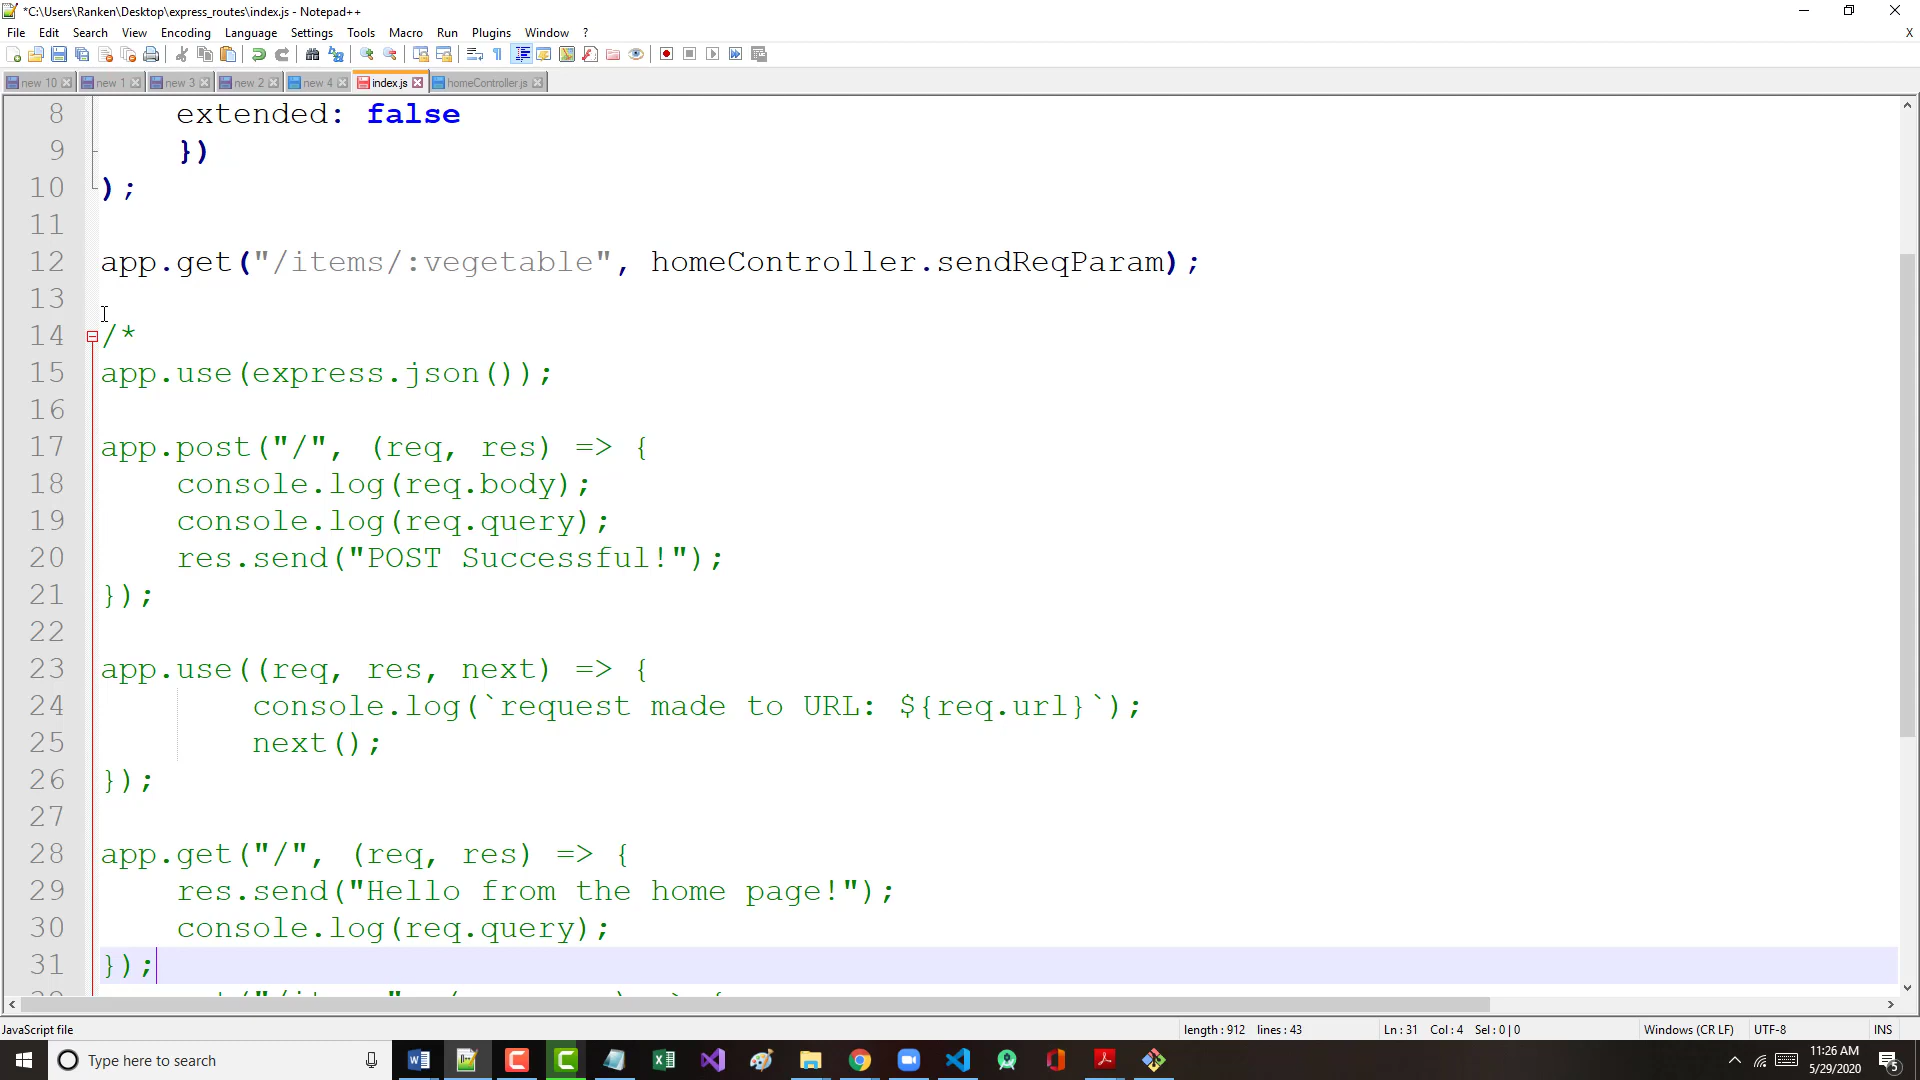 *C:\Users\Ranken\Desktop\express_routes\index.js - Notepad++
File Edit Search View Encoding Language Settings Tools Macro Run Plugins Window ? X
new 10 new 1 new 3 new 2 new 4 index.js homeController.js
8 extended: false
9 })
10 );
11
12 app.get("/items/:vegetable", homeController.sendReqParam);
13
14 /*
15 app.use(express.json());
16
17 app.post("/", (req, res) => {
18 console.log(req.body);
19 console.log(req.query);
20 res.send("POST Successful!");
21 });
22
23 app.use((req, res, next) => {
24 console.log(`request made to URL: ${req.url}`);
25 next();
26 });
27
28 app.get("/", (req, res) => {
29 res.send("Hello from the home page!");
30 console.log(req.query);
31 });
JavaScript file length : 912 lines : 43 Ln : 31 Col : 4 Sel : 0 | 0 Windows (CR LF) UTF-8 INS
Type here to search
11:26 AM
5/29/2020
5